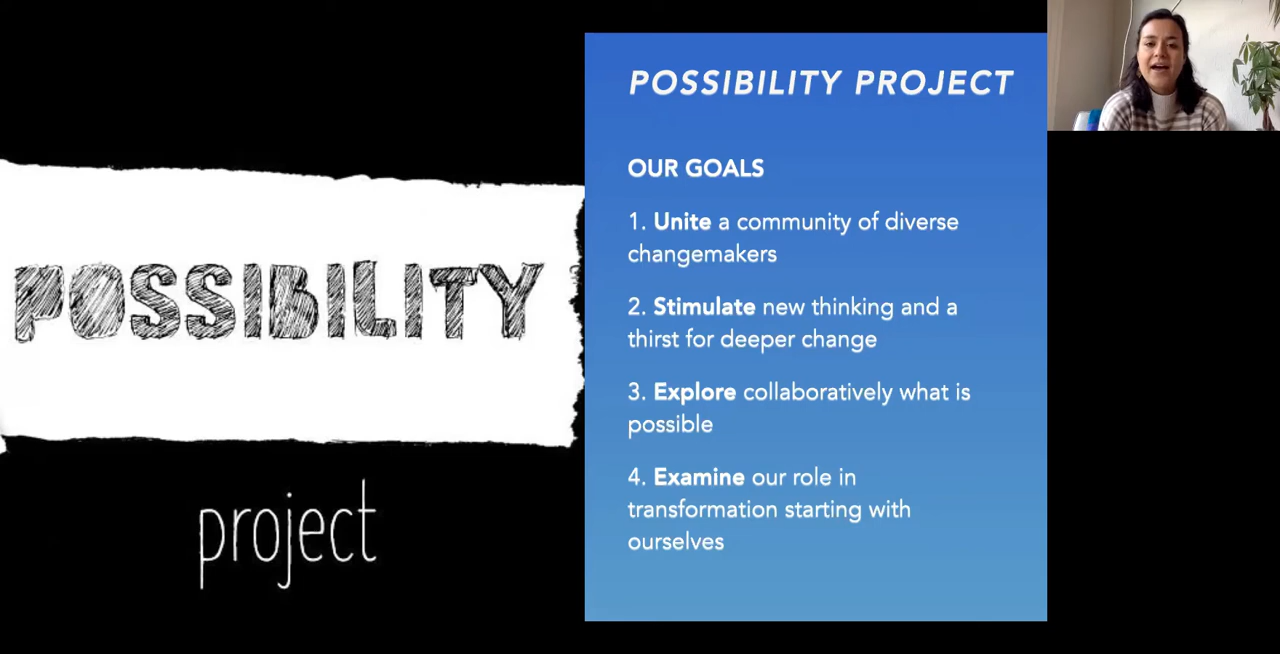 POSSIBILITY
project
POSSIBILITY PROJECT
OUR GOALS
1. Unite a community of diverse
changemakers
2. Stimulate new thinking and a
thirst for deeper change
3. Explore collaboratively what is
possible
4. Examine our role in
transformation starting with
ourselves